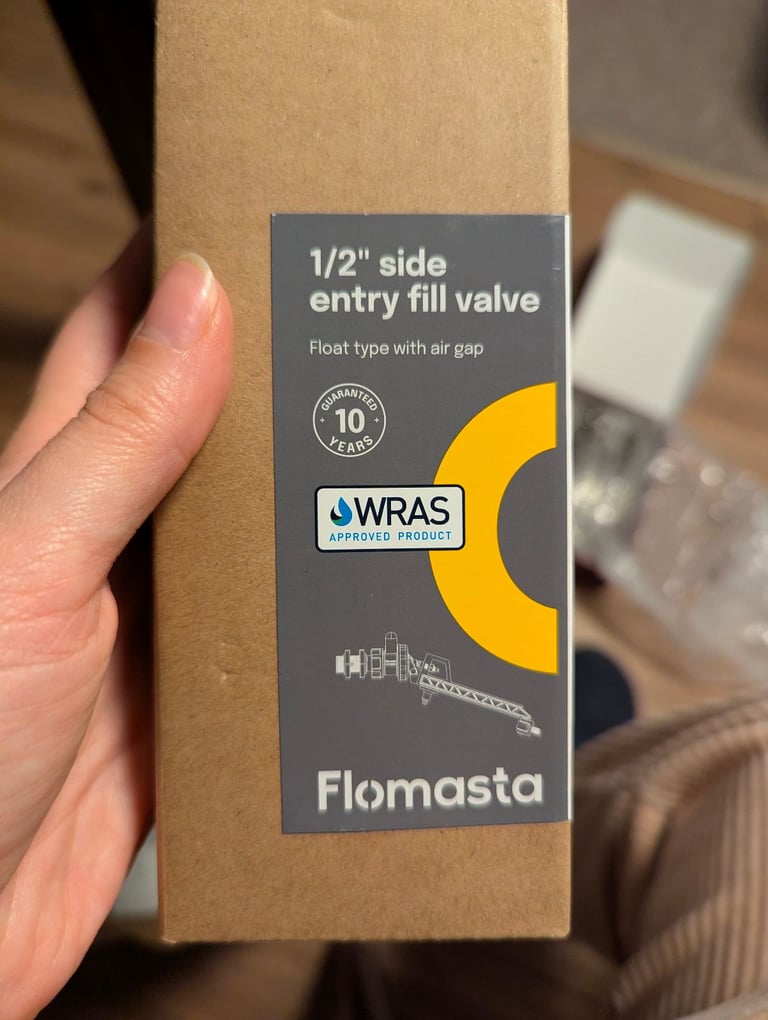 1/2" side
entry fill valve
Float type with air gap
GUARANTEED
10
YEARS
WRAS
APPROVED PRODUCT
Flomasta